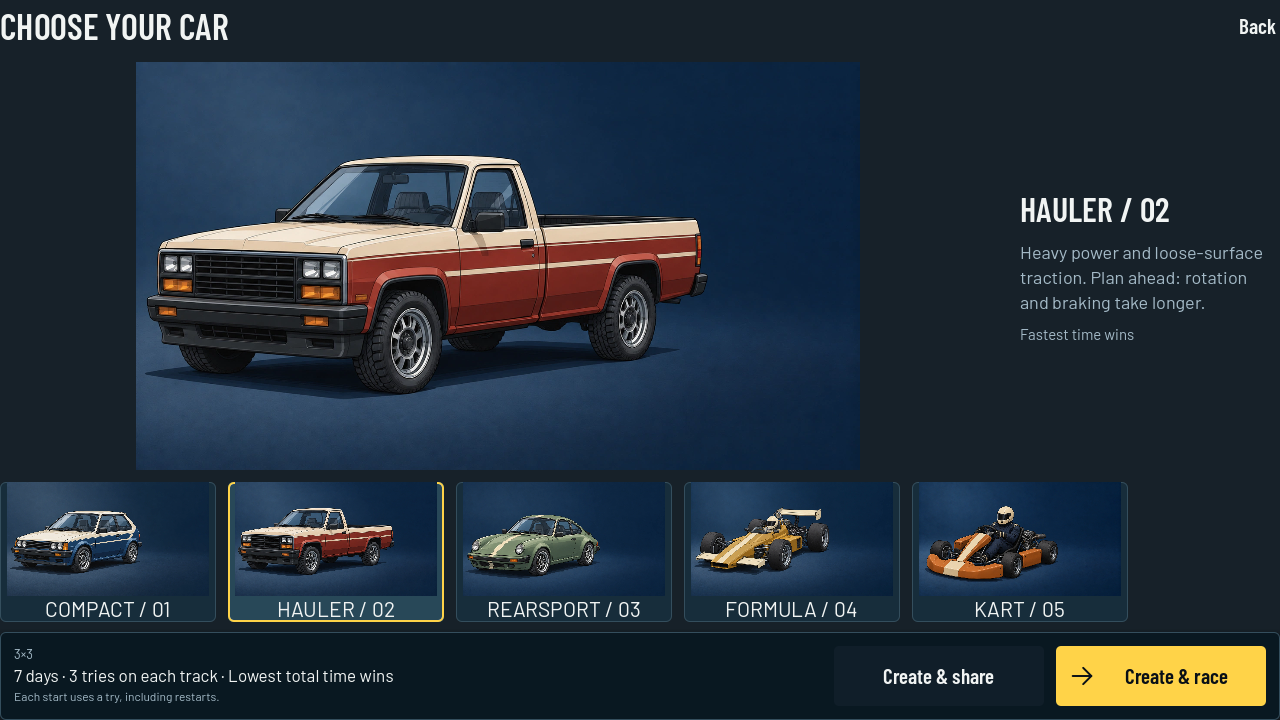 CHOOSE YOUR CAR
Back
HAULER / 02
Heavy power and loose-surface
traction. Plan ahead: rotation
and braking take longer.
Fastest time wins
COMPACT / 01
HAULER / 02
REARSPORT / 03
FORMULA / 04
KART / 05
3×3
7 days · 3 tries on each track · Lowest total time wins
Each start uses a try, including restarts.
Create & share
Create & race